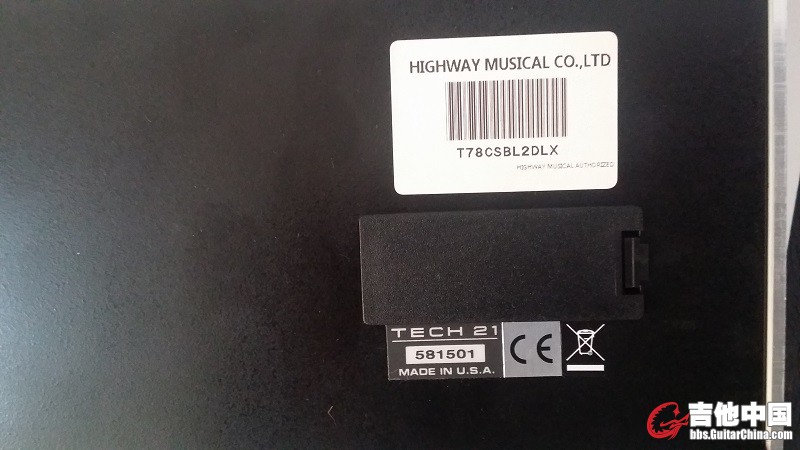 HIGHWAY MUSICAL CO.,LTD
T78CSBL2DLX
HIGHWAY MUSICAL AUTHORIZED
TECH 21
581501
MADE IN U.S.A.
CE
吉他中国
bbs.GuitarChina.com